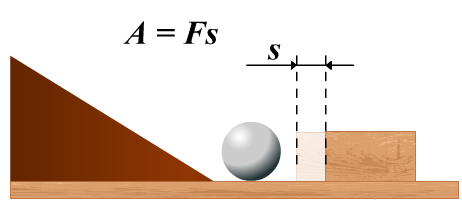 A = Fs
s